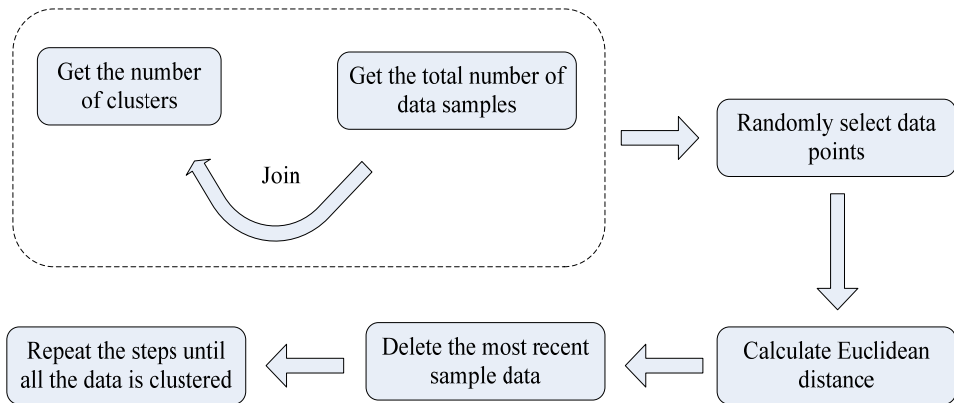 Get the number
of clusters
Get the total number of
data samples
Join
Randomly select data
points
Calculate Euclidean
distance
Delete the most recent
sample data
Repeat the steps until
all the data is clustered